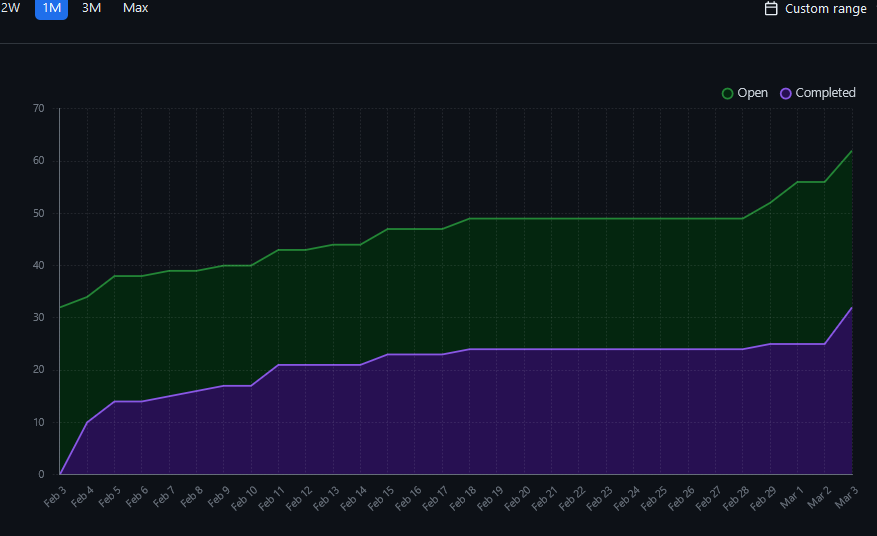 2W 1M 3M Max Custom range
Open Completed
70
60
50
40
30
20
10
0
Feb 3 Feb 4 Feb 5 Feb 6 Feb 7 Feb 8 Feb 9 Feb 10 Feb 11 Feb 12 Feb 13 Feb 14 Feb 15 Feb 16 Feb 17 Feb 18 Feb 19 Feb 20 Feb 21 Feb 22 Feb 23 Feb 24 Feb 25 Feb 26 Feb 27 Feb 28 Feb 29 Mar 1 Mar 2 Mar 3